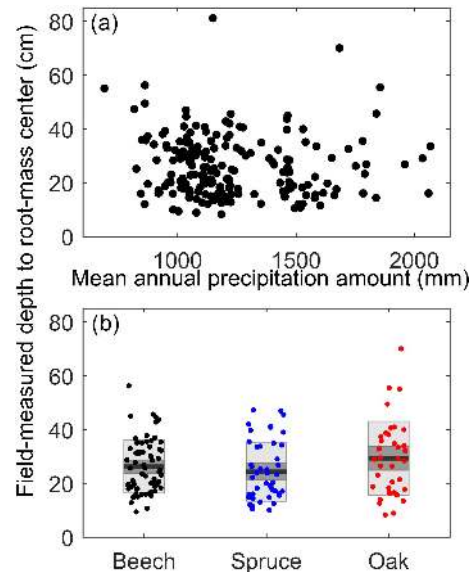 Field-measured depth to root-mass center (cm)
(a)
80
60
40
20
0
1000
1500
2000
Mean annual precipitation amount (mm)
(b)
80
60
40
20
0
Beech
Spruce
Oak